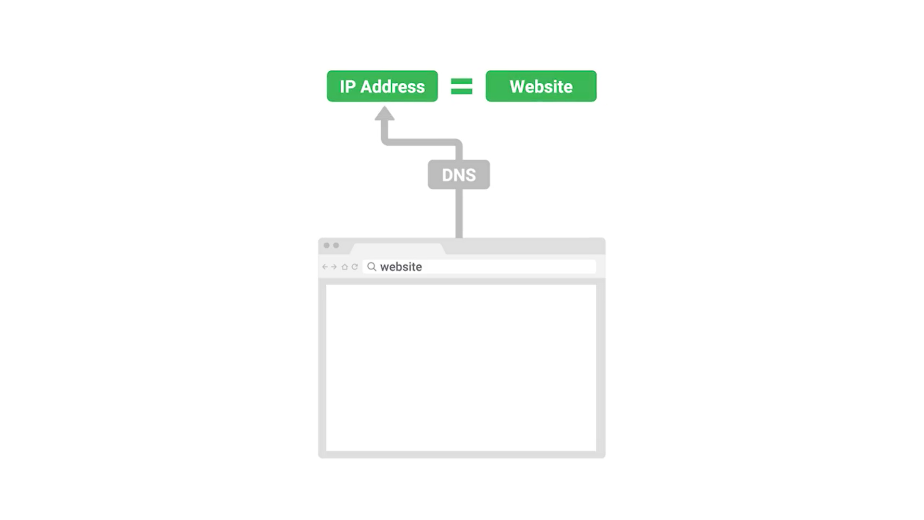 IP Address = Website
DNS
website